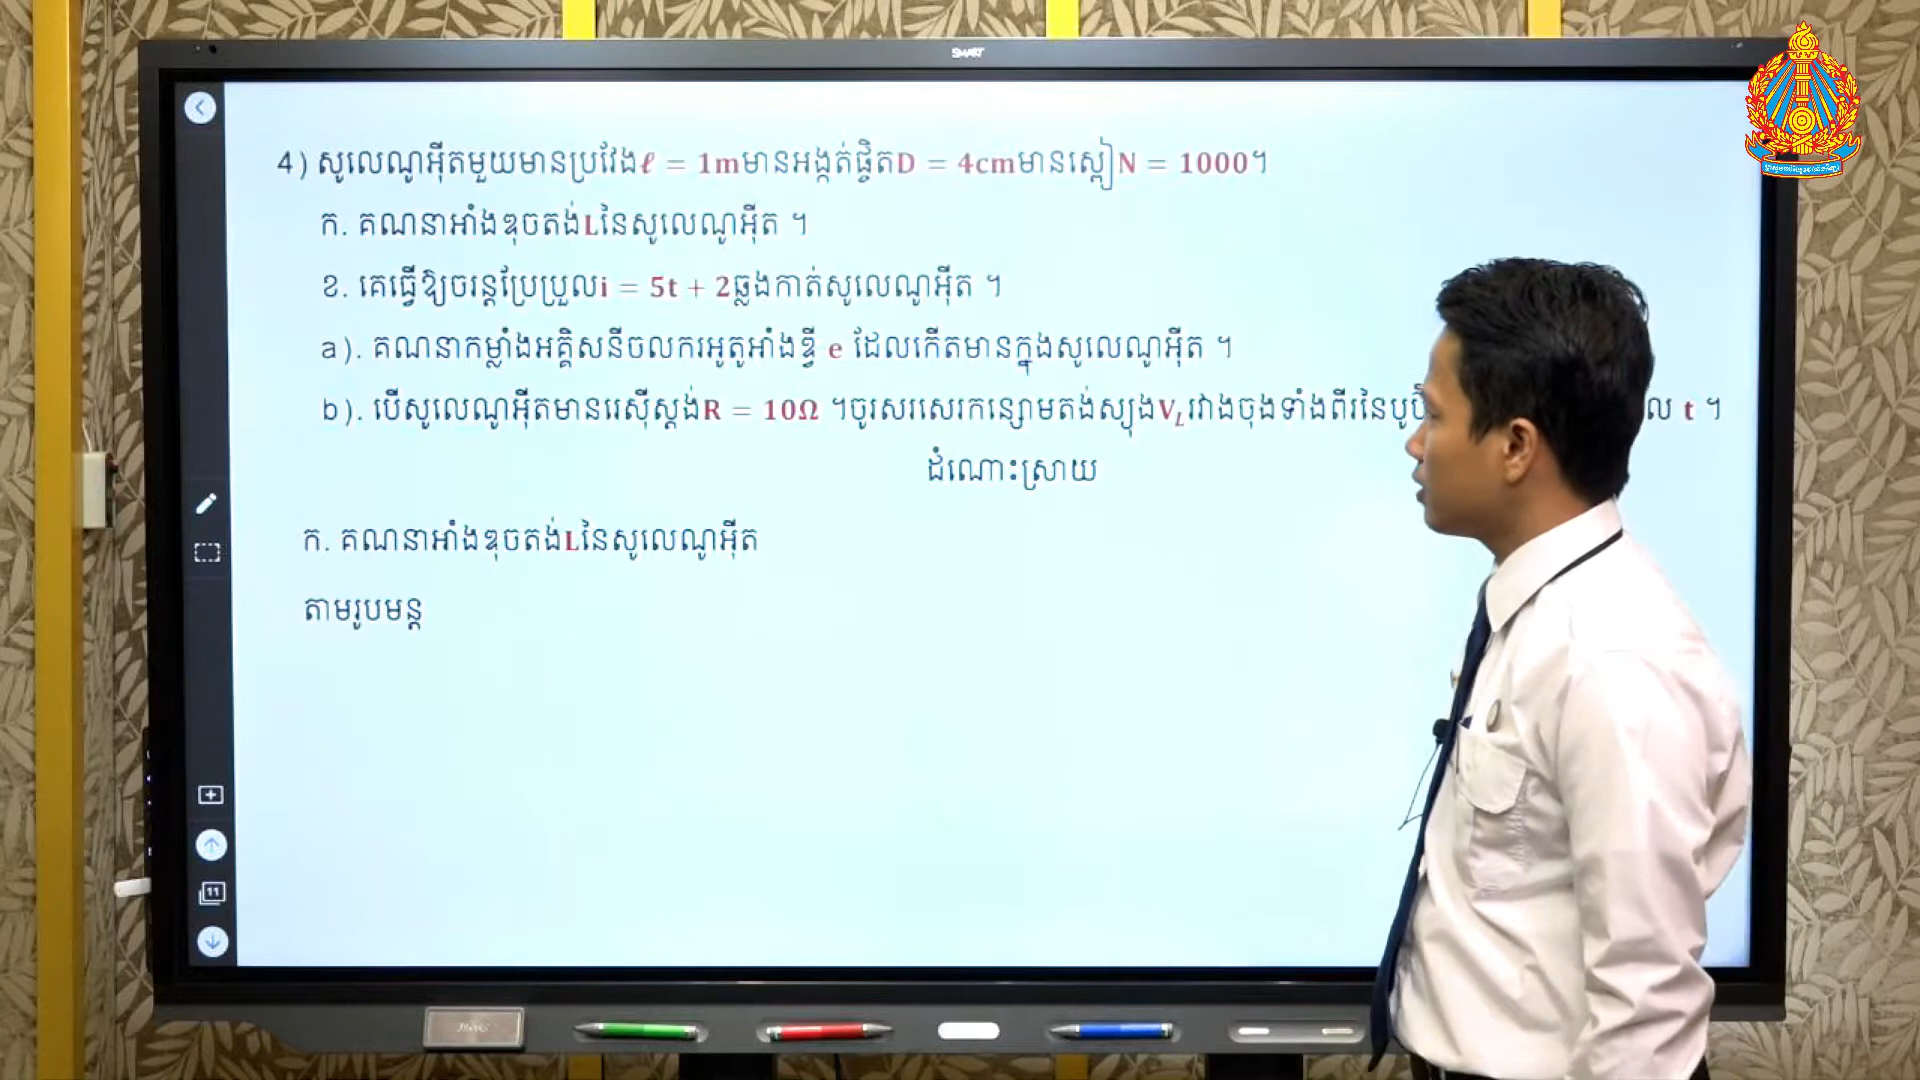 SMART
4) សូលេណូអ៊ីតមួយមានប្រវែងℓ = 1mមានអង្កត់ផ្ចិតD = 4cmមានស្ពៀN = 1000។
ក. គណនាអាំងឌុចតង់Lនៃសូលេណូអ៊ីត ។
ខ. គេធ្វើឱ្យចរន្តប្រែប្រួលi = 5t + 2ឆ្លងកាត់សូលេណូអ៊ីត ។
a). គណនាកម្លាំងអគ្គិសនីចលករអូតូអាំងឌ្វី e ដែលកើតមានក្នុងសូលេណូអ៊ីត ។
b). បើសូលេណូអ៊ីតមានរេស៊ីស្តង់R = 10Ω ។ចូរសរសេរកន្សោមតង់ស្យុងV_Lរវាងចុងទាំងពីរនៃ t ។
ដំណោះស្រាយ
ក. គណនាអាំងឌុចតង់Lនៃសូលេណូអ៊ីត
តាមរូបមន្ត
11